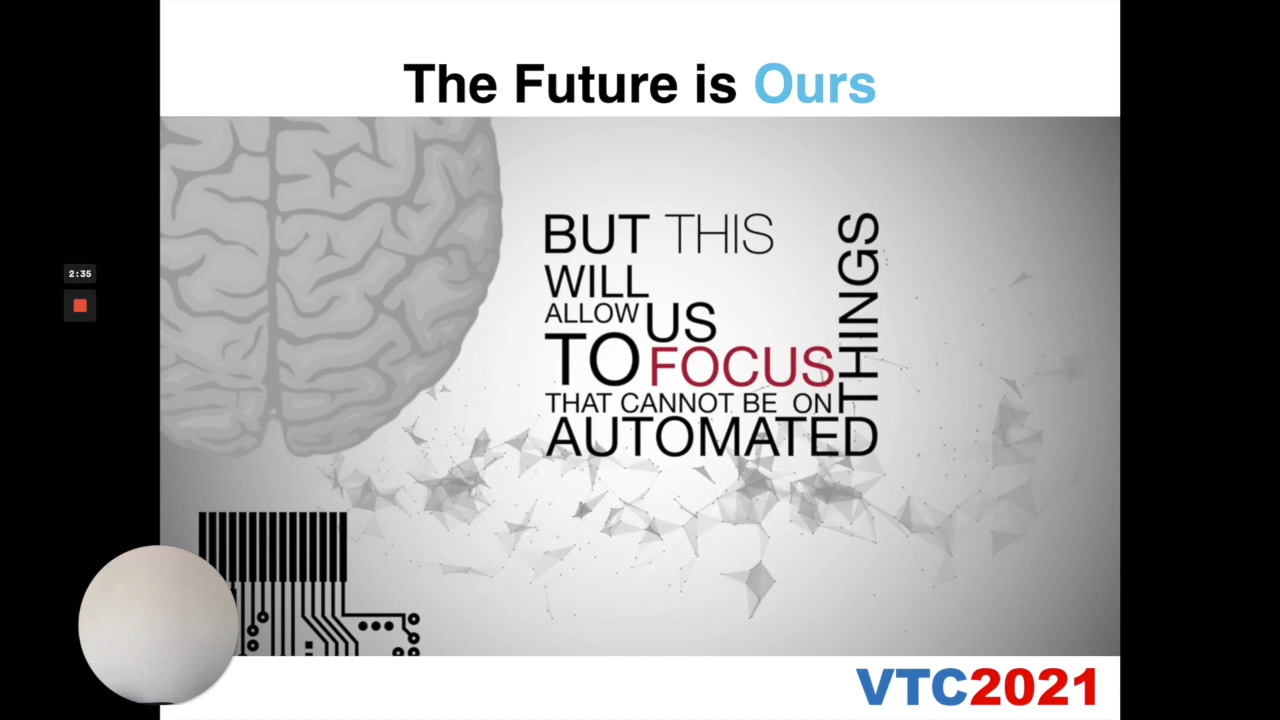 The Future is Ours
2:35
BUT THIS
WILL
ALLOW US
TO FOCUS
THAT CANNOT BE ON
THINGS
AUTOMATED
VTC2021